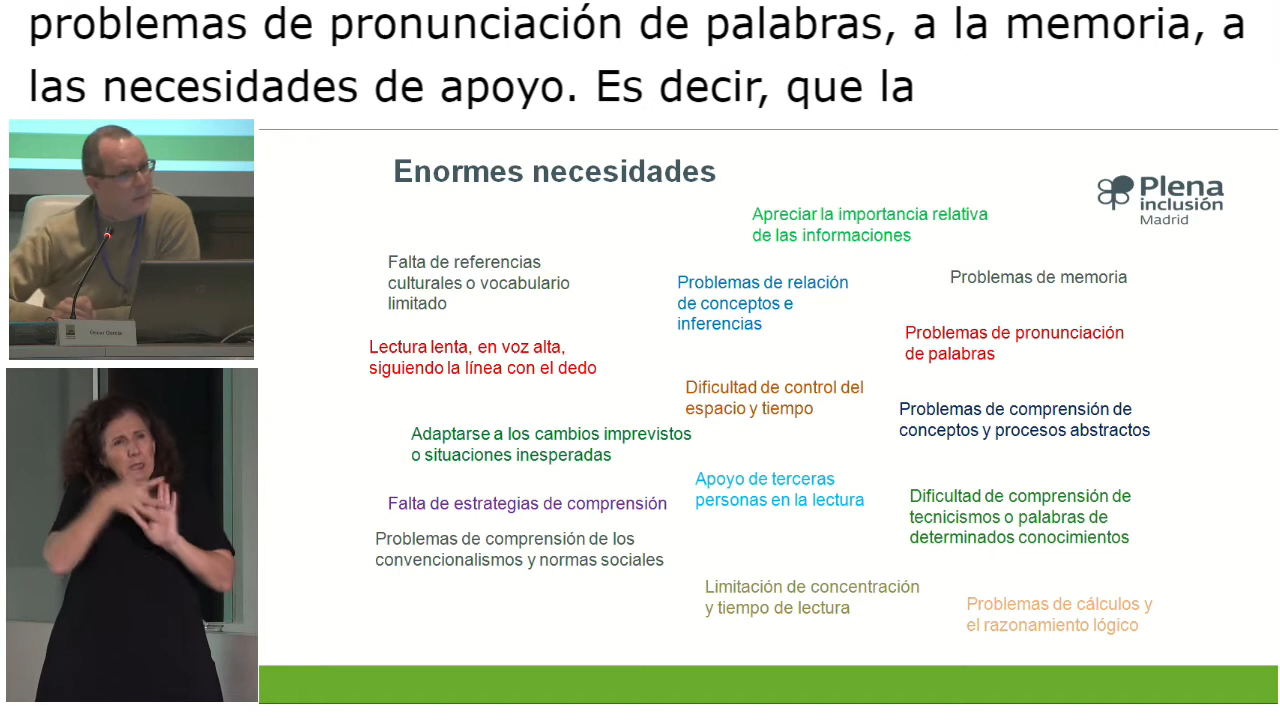 problemas de pronunciación de palabras, a la memoria, a
las necesidades de apoyo. Es decir, que la
Enormes necesidades
Plena
inclusión
Madrid
Apreciar la importancia relativa
de las informaciones
Falta de referencias
culturales o vocabulario
limitado
Problemas de relación
de conceptos e
inferencias
Problemas de memoria
Lectura lenta, en voz alta,
siguiendo la línea con el dedo
Problemas de pronunciación
de palabras
Dificultad de control del
espacio y tiempo
Problemas de comprensión de
conceptos y procesos abstractos
Adaptarse a los cambios imprevistos
o situaciones inesperadas
Apoyo de terceras
personas en la lectura
Falta de estrategias de comprensión
Dificultad de comprensión de
tecnicismos o palabras de
determinados conocimientos
Problemas de comprensión de los
convencionalismos y normas sociales
Limitación de concentración
y tiempo de lectura
Problemas de cálculos y
el razonamiento lógico
Óscar García